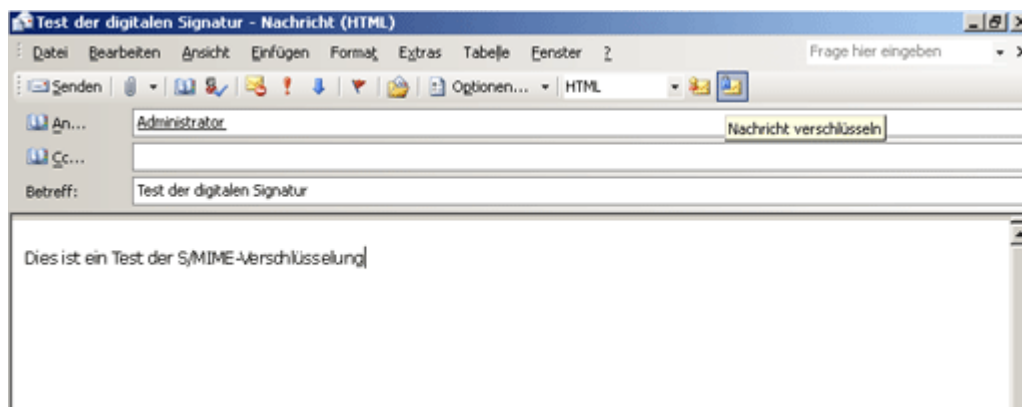 Test der digitalen Signatur - Nachricht (HTML)
Datei Bearbeiten Ansicht Einfügen Format Extras Tabelle Fenster ? Frage hier eingeben
Senden Optionen... HTML
An... Administrator
Nachricht verschlüsseln
Cc...
Betreff: Test der digitalen Signatur
Dies ist ein Test der S/MIME-Verschlüsselung